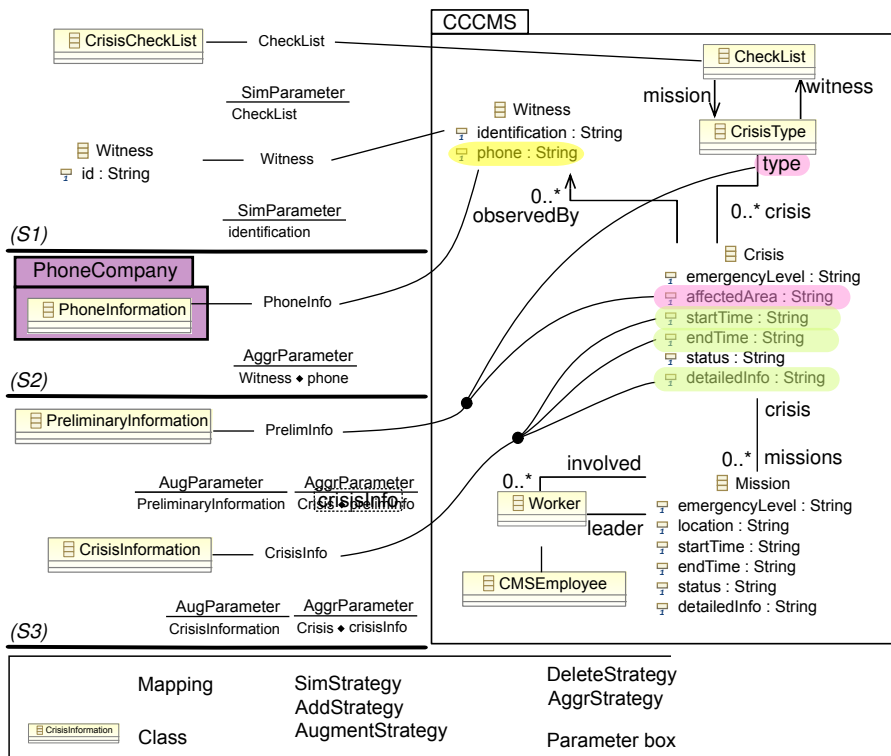 CCCMS
CrisisCheckList
CheckList
CheckList
SimParameter
CheckList
mission
witness
Witness
id : String
Witness
Witness
identification : String
phone : String
CrisisType
type
SimParameter
identification
0..*
observedBy
0..* crisis
(S1)
PhoneCompany
PhoneInformation
PhoneInfo
Crisis
emergencyLevel : String
affectedArea : String
startTime : String
endTime : String
status : String
detailedInfo : String
AggrParameter
Witness ◆ phone
(S2)
PreliminaryInformation
PrelimInfo
crisis
0..*
missions
AugParameter
PreliminaryInformation
AggrParameter
Crisis ◆ prelimInfo
crisisInfo
involved
0..*
Worker
leader
Mission
emergencyLevel : String
location : String
startTime : String
endTime : String
status : String
detailedInfo : String
CrisisInformation
CrisisInfo
CMSEmployee
AugParameter
CrisisInformation
AggrParameter
Crisis ◆ crisisInfo
(S3)
Mapping
SimStrategy
DeleteStrategy
AddStrategy
AggrStrategy
CrisisInformation
Class
AugmentStrategy
Parameter box